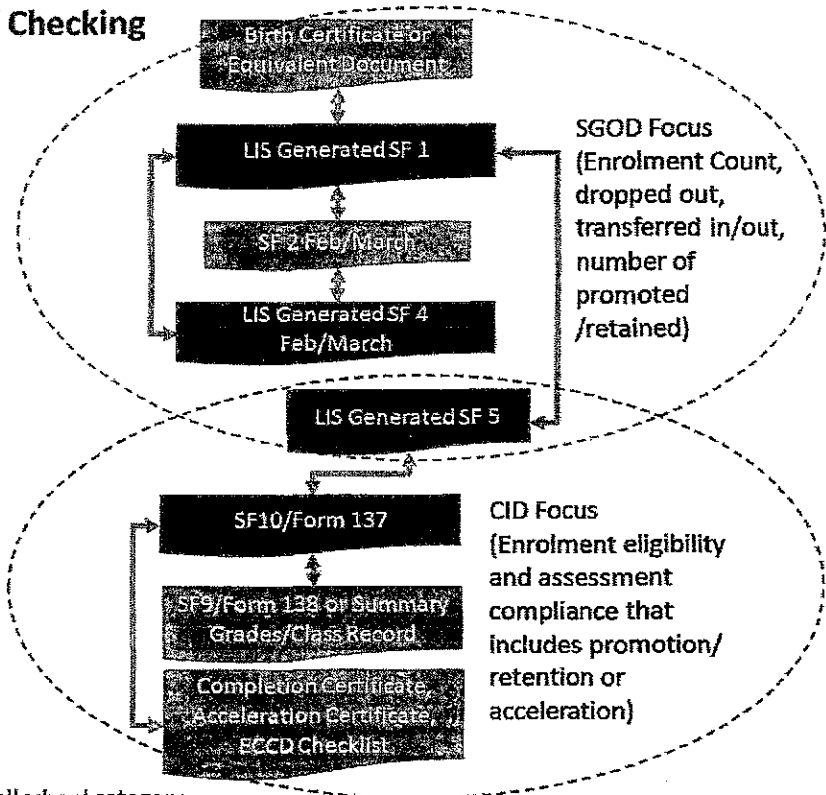 Checking
Birth Certificate or
Equivalent Document
LIS Generated SF 1
SGOD Focus
(Enrolment Count,
dropped out,
transferred in/out,
number of
promoted
/retained)
SF 2 Feb/March
LIS Generated SF 4
Feb/March
LIS Generated SF 5
SF10/Form 137
CID Focus
(Enrolment eligibility
and assessment
compliance that
includes promotion/
retention or
acceleration)
SF9/Form 138 or Summary
Grades/Class Record
Completion Certificate,
Acceleration Certificate,
ECCD Checklist
school category